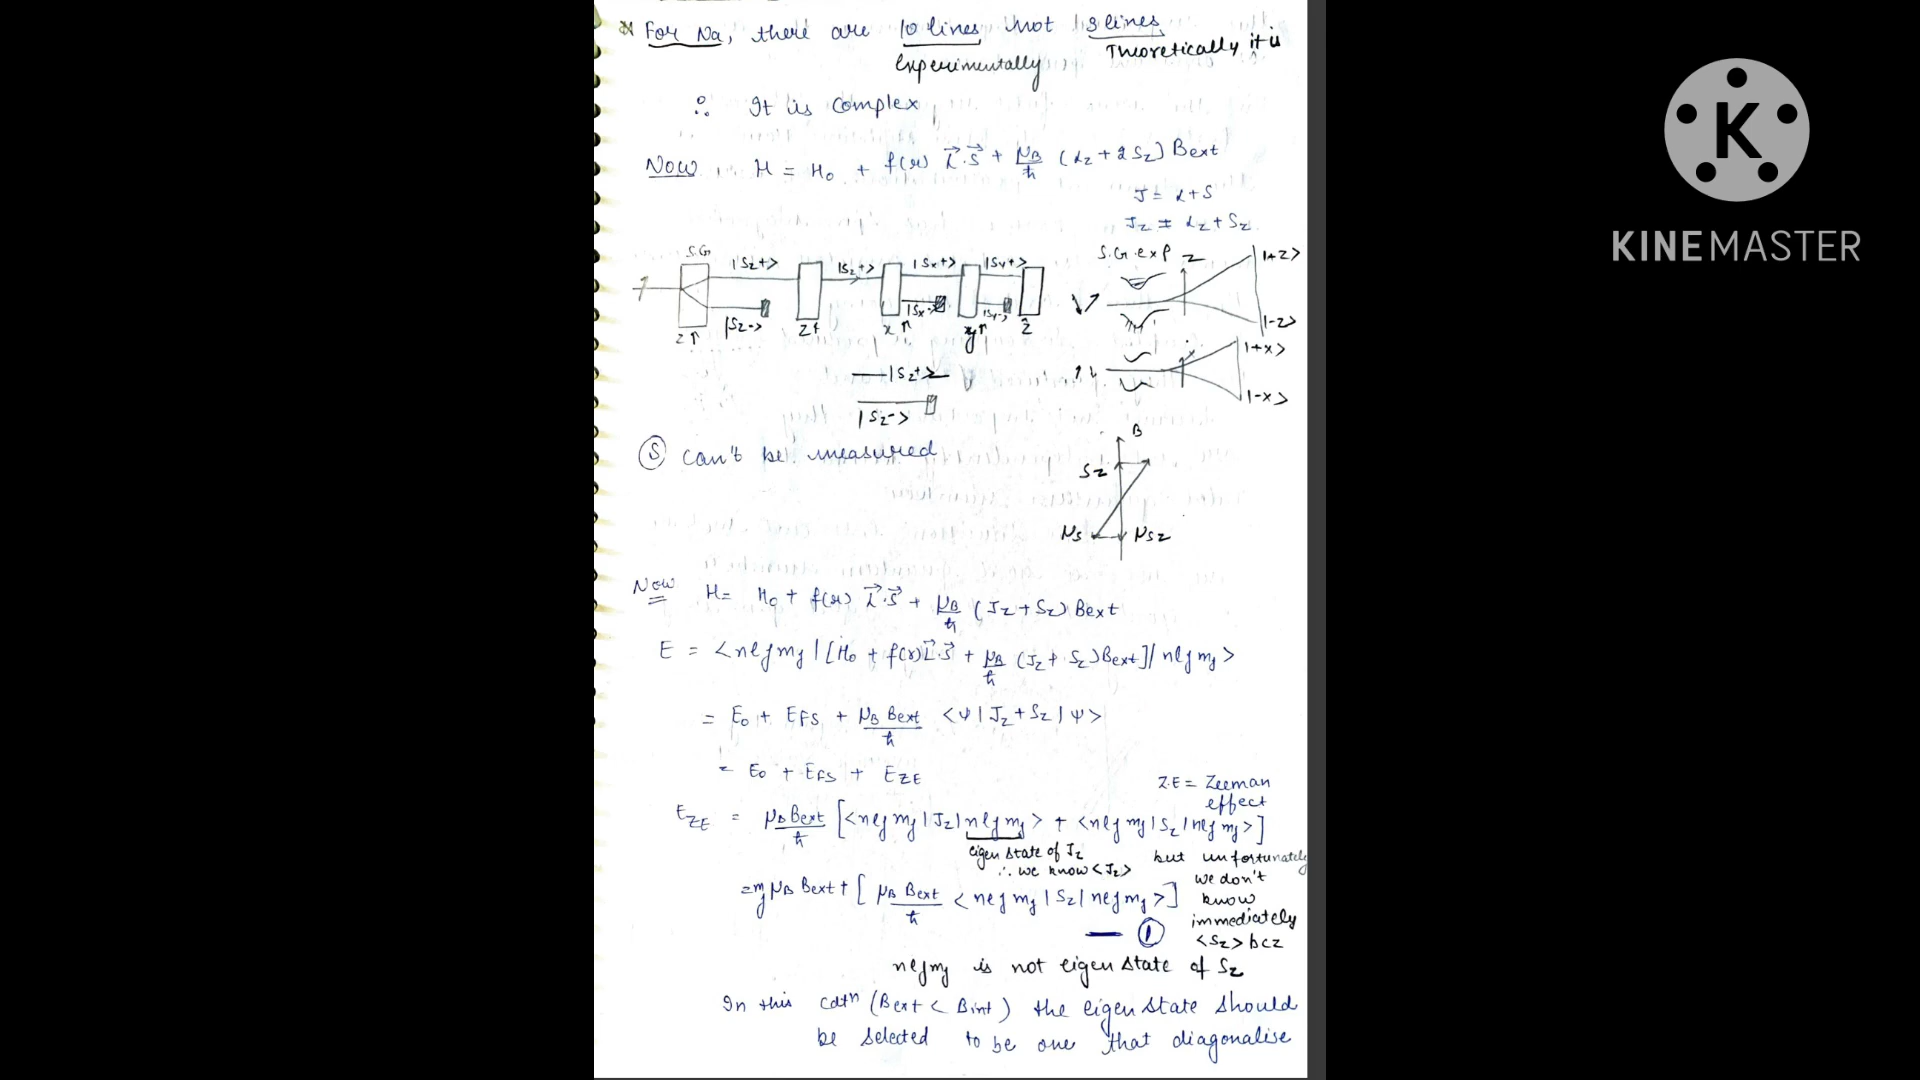 * For Na, there are 10 lines not 3 lines
experimentally
Theoretically it is
∴ It is complex
Now H = H₀ + f(r) L⃗.S⃗ + μB/ħ (Lz + 2Sz) Bext
J = L+S
Jz = Lz + Sz
S.G
|Sz+>
|Sz+>
|Sx+>
|Sy+>
|Sz->
|Sx->
|Sy->
z↑
z↑
x↑
y↑
ẑ
S.G. exp
z
|+z>
|-z>
x
|+x>
|-x>
|Sz+>
|Sz->
Ⓢ can't be measured
B
Sz
μs
μsz
Now H = H₀ + f(r) L⃗.S⃗ + μB/ħ (Jz + Sz) Bext
E = <nljmj|[H₀ + f(r) L⃗.S⃗ + μB/ħ (Jz + Sz) Bext]|nljmj>
= E₀ + EFS + μB Bext/ħ <ψ|Jz + Sz|ψ>
= E₀ + EFS + EZE
Z.E = Zeeman
effect
EZE = μB Bext/ħ [<nljmj|Jz|nljmj> + <nljmj|Sz|nljmj>]
eigen state of Jz
∴ we know <Jz>
but unfortunately
we don't
know
immediately
<Sz> bcz
= mj μB Bext + [μB Bext/ħ <nljmj|Sz|nljmj>]
— ①
nljmj is not eigen state of Sz
In this cdtⁿ (Bext < Bint) the eigen state should
be selected to be one that diagonalise
KINEMASTER
K